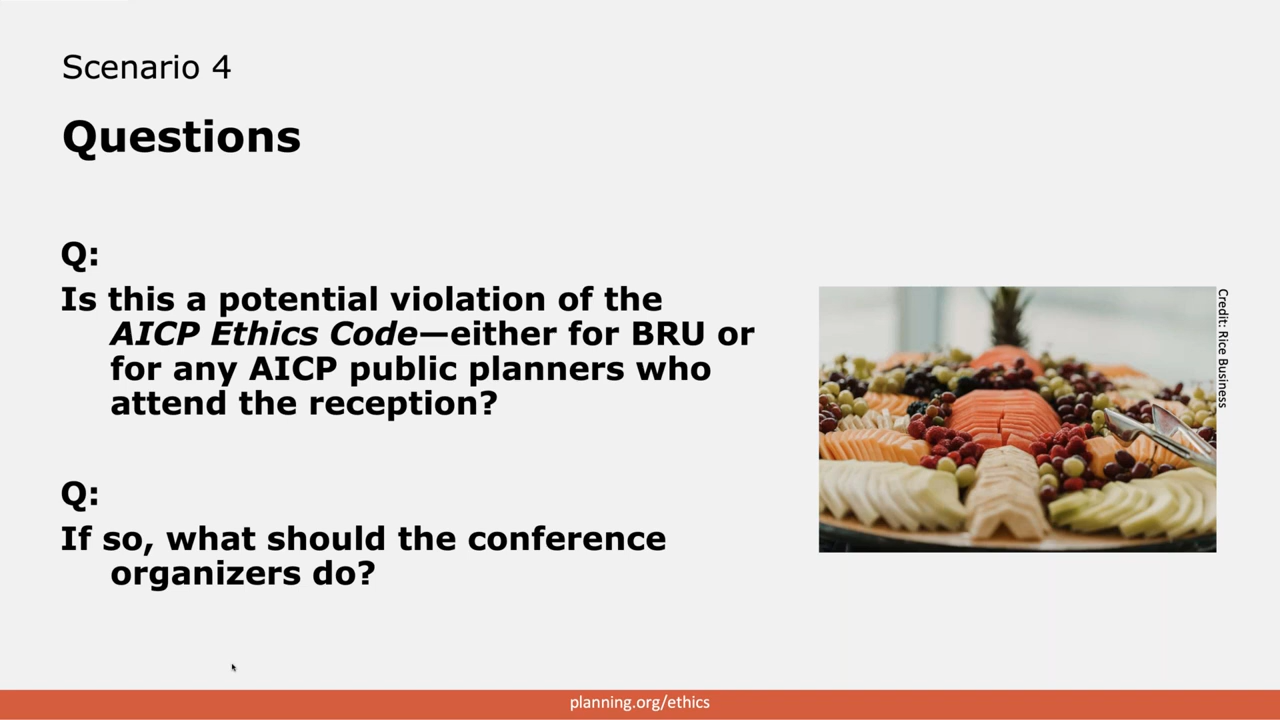 Scenario 4
Questions
Q:
Is this a potential violation of the
AICP Ethics Code—either for BRU or
for any AICP public planners who
attend the reception?
Q:
If so, what should the conference
organizers do?
Credit: Rice Business
planning.org/ethics